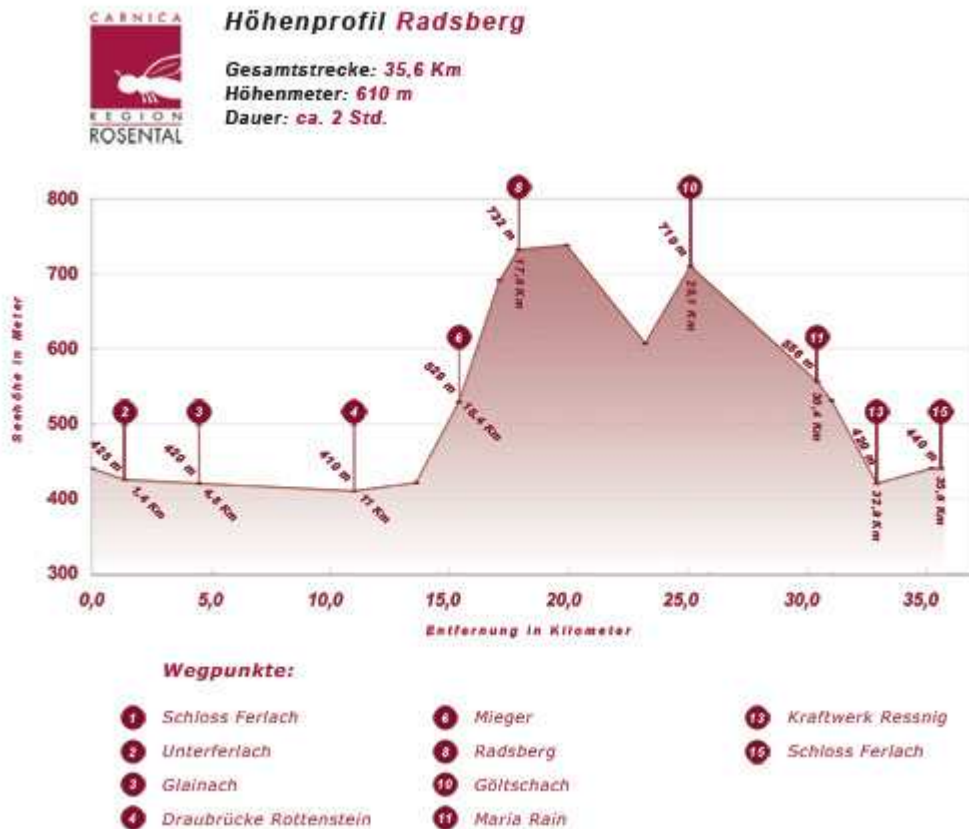 CARNICA
REGION
ROSENTAL
Höhenprofil Radsberg
Gesamtstrecke: 35,6 Km
Höhenmeter: 610 m
Dauer: ca. 2 Std.
Seehöhe in Meter
800
700
600
500
400
300
2
425 m
1,4 Km
3
420 m
4,5 Km
4
410 m
11 Km
6
529 m
15,4 Km
8
732 m
10
25,1 Km
11
556 m
30,4 Km
13
420 m
32,9 Km
15
440 m
35,6 Km
0,0 5,0 10,0 15,0 20,0 25,0 30,0 35,0
Entfernung in Kilometer
Wegpunkte:
1 Schloss Ferlach
2 Unterferlach
3 Glainach
4 Draubrücke Rottenstein
6 Mieger
8 Radsberg
10 Göltschach
11 Maria Rain
13 Kraftwerk Ressnig
15 Schloss Ferlach